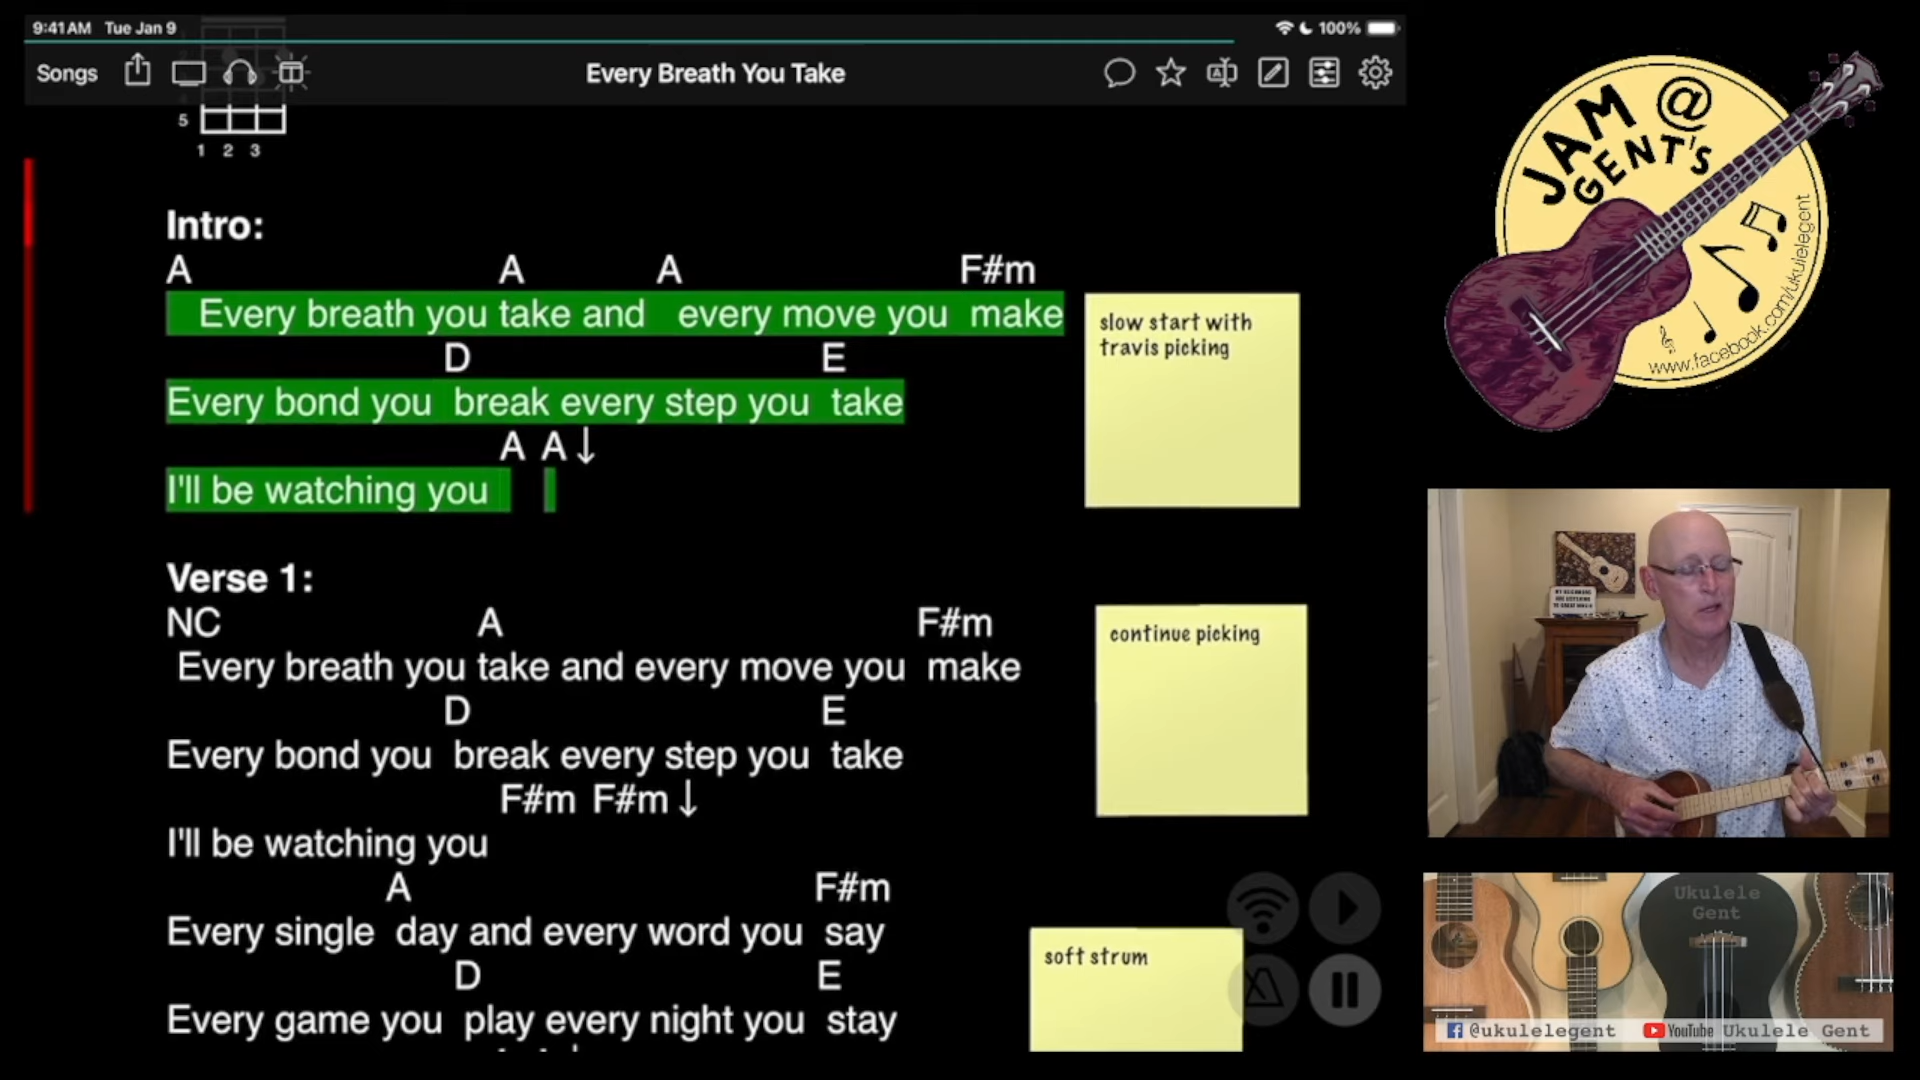 9:41AM Tue Jan 9
100%
Songs
Every Breath You Take
5
1 2 3
Intro:
A A A F#m
Every breath you take and every move you make
D E
Every bond you break every step you take
A A↓
I'll be watching you
Verse 1:
NC A F#m
Every breath you take and every move you make
D E
Every bond you break every step you take
F#m F#m↓
I'll be watching you
A F#m
Every single day and every word you say
D E
Every game you play every night you stay
slow start with
travis picking
continue picking
soft strum
JAM @
GENT'S
www.facebook.com/ukulelegent
Ukulele
Gent
@ukulelegent YouTube Ukulele Gent